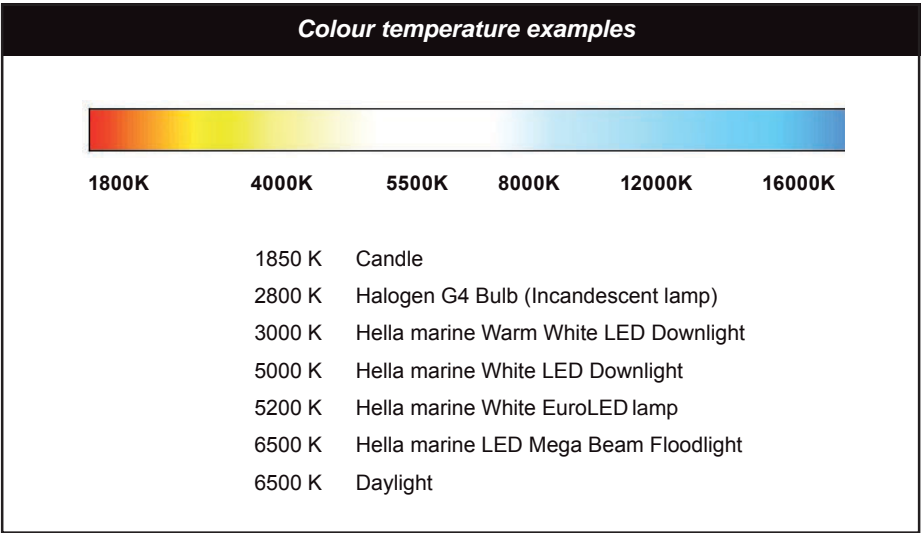 Colour temperature examples
1800K 4000K 5500K 8000K 12000K 16000K
1850 K Candle
2800 K Halogen G4 Bulb (Incandescent lamp)
3000 K Hella marine Warm White LED Downlight
5000 K Hella marine White LED Downlight
5200 K Hella marine White EuroLED lamp
6500 K Hella marine LED Mega Beam Floodlight
6500 K Daylight